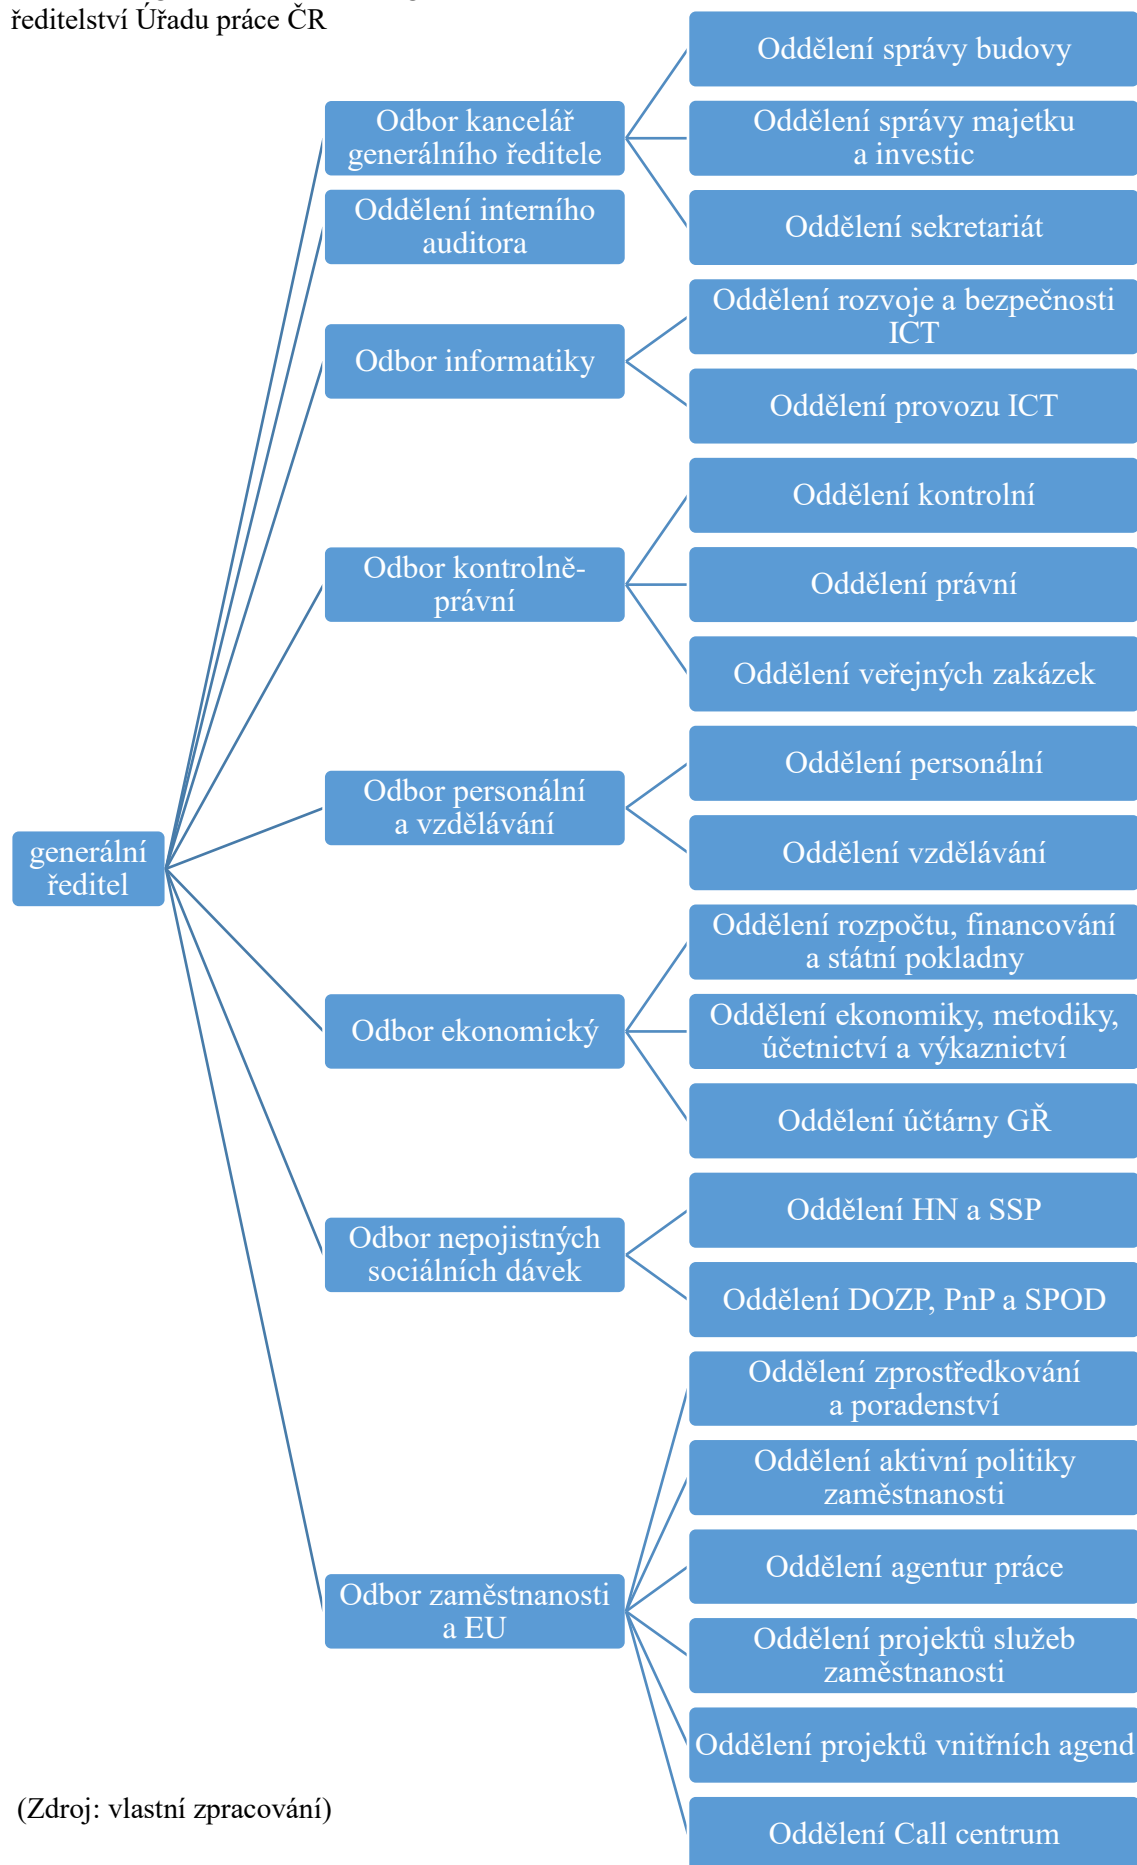 ředitelství Úřadu práce ČR
generální
ředitel
Odbor kancelář
generálního ředitele
Oddělení správy budovy
Oddělení správy majetku
a investic
Oddělení sekretariát
Oddělení interního
auditora
Odbor informatiky
Oddělení rozvoje a bezpečnosti
ICT
Oddělení provozu ICT
Odbor kontrolně-
právní
Oddělení kontrolní
Oddělení právní
Oddělení veřejných zakázek
Odbor personální
a vzdělávání
Oddělení personální
Oddělení vzdělávání
Odbor ekonomický
Oddělení rozpočtu, financování
a státní pokladny
Oddělení ekonomiky, metodiky,
účetnictví a výkaznictví
Oddělení účtárny GŘ
Odbor nepojistných
sociálních dávek
Oddělení HN a SSP
Oddělení DOZP, PnP a SPOD
Odbor zaměstnanosti
a EU
Oddělení zprostředkování
a poradenství
Oddělení aktivní politiky
zaměstnanosti
Oddělení agentur práce
Oddělení projektů služeb
zaměstnanosti
Oddělení projektů vnitřních agend
Oddělení Call centrum
(Zdroj: vlastní zpracování)